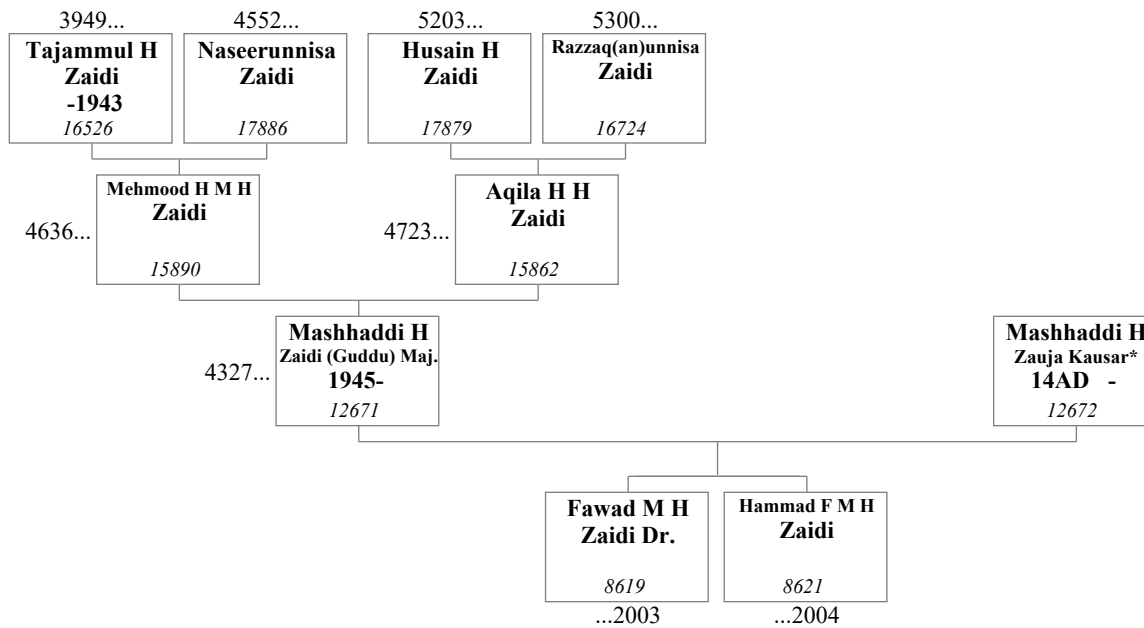 3949...
4552...
5203...
5300...
Tajammul H
Zaidi
-1943
16526
Naseerunnisa
Zaidi
17886
Husain H
Zaidi
17879
Razzaq(an)unnisa
Zaidi
16724
4636...
Mehmood H M H
Zaidi
15890
4723...
Aqila H H
Zaidi
15862
4327...
Mashhaddi H
Zaidi (Guddu) Maj.
1945-
12671
Mashhaddi H
Zauja Kausar*
14AD -
12672
Fawad M H
Zaidi Dr.
8619
...2003
Hammad F M H
Zaidi
8621
...2004